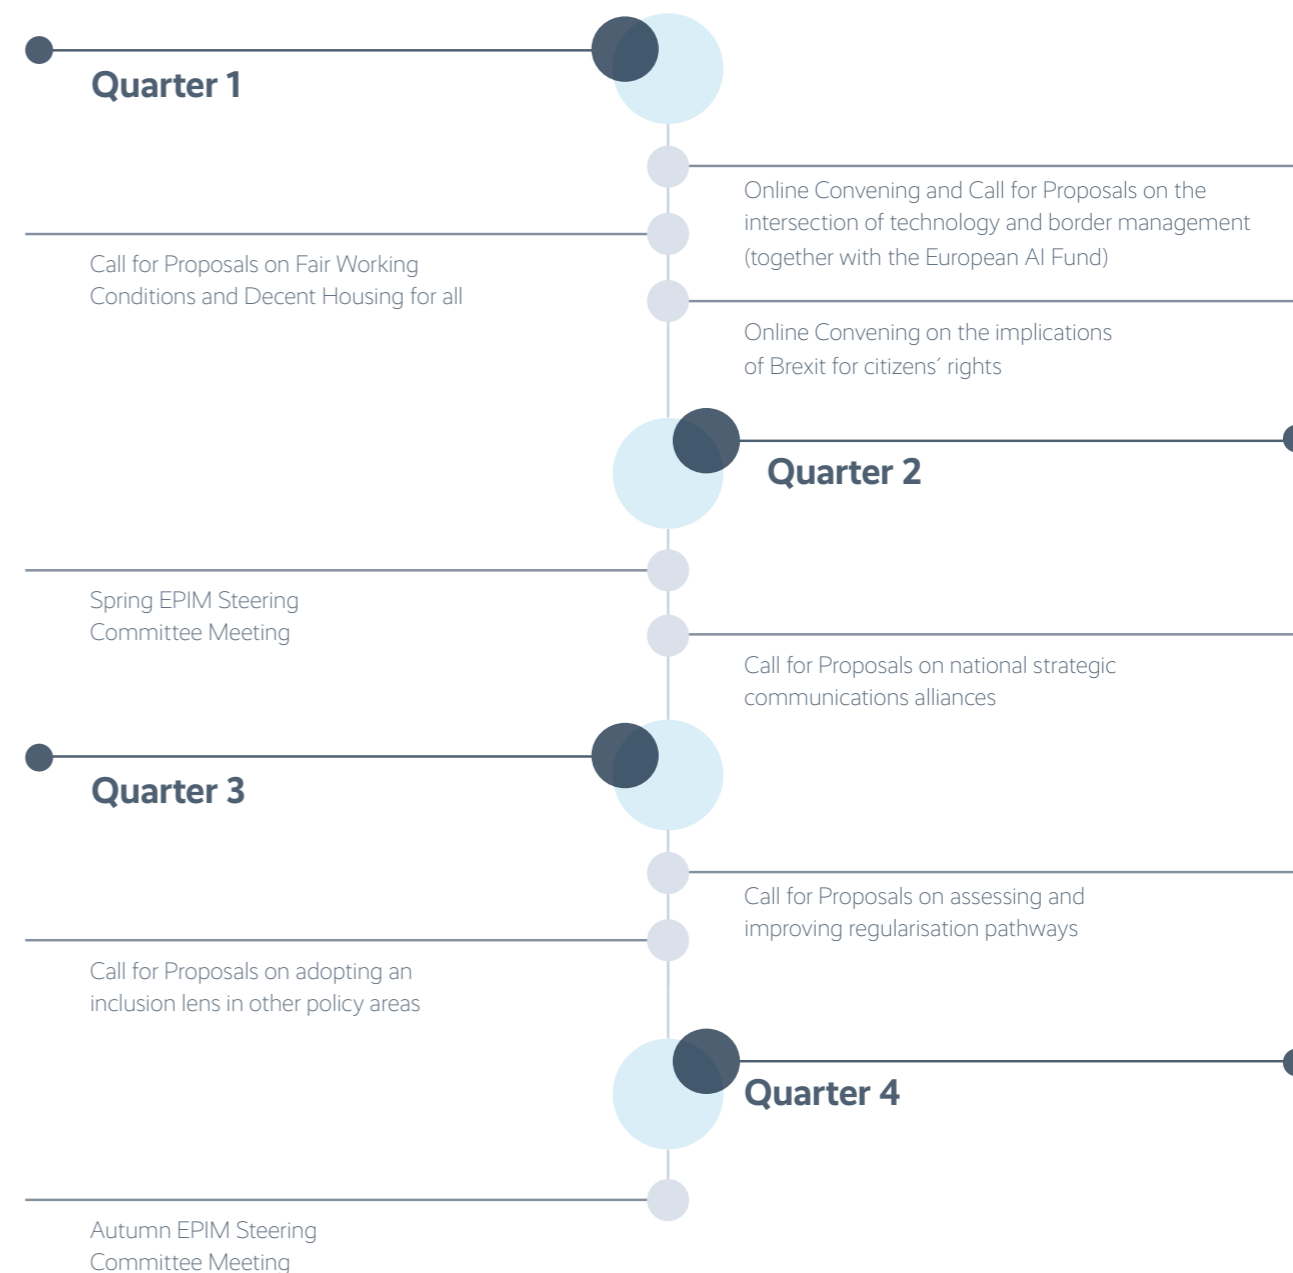 Quarter 1
Online Convening and Call for Proposals on the
intersection of technology and border management
(together with the European AI Fund)
Call for Proposals on Fair Working
Conditions and Decent Housing for all
Online Convening on the implications
of Brexit for citizens´ rights
Quarter 2
Spring EPIM Steering
Committee Meeting
Call for Proposals on national strategic
communications alliances
Quarter 3
Call for Proposals on assessing and
improving regularisation pathways
Call for Proposals on adopting an
inclusion lens in other policy areas
Quarter 4
Autumn EPIM Steering
Committee Meeting